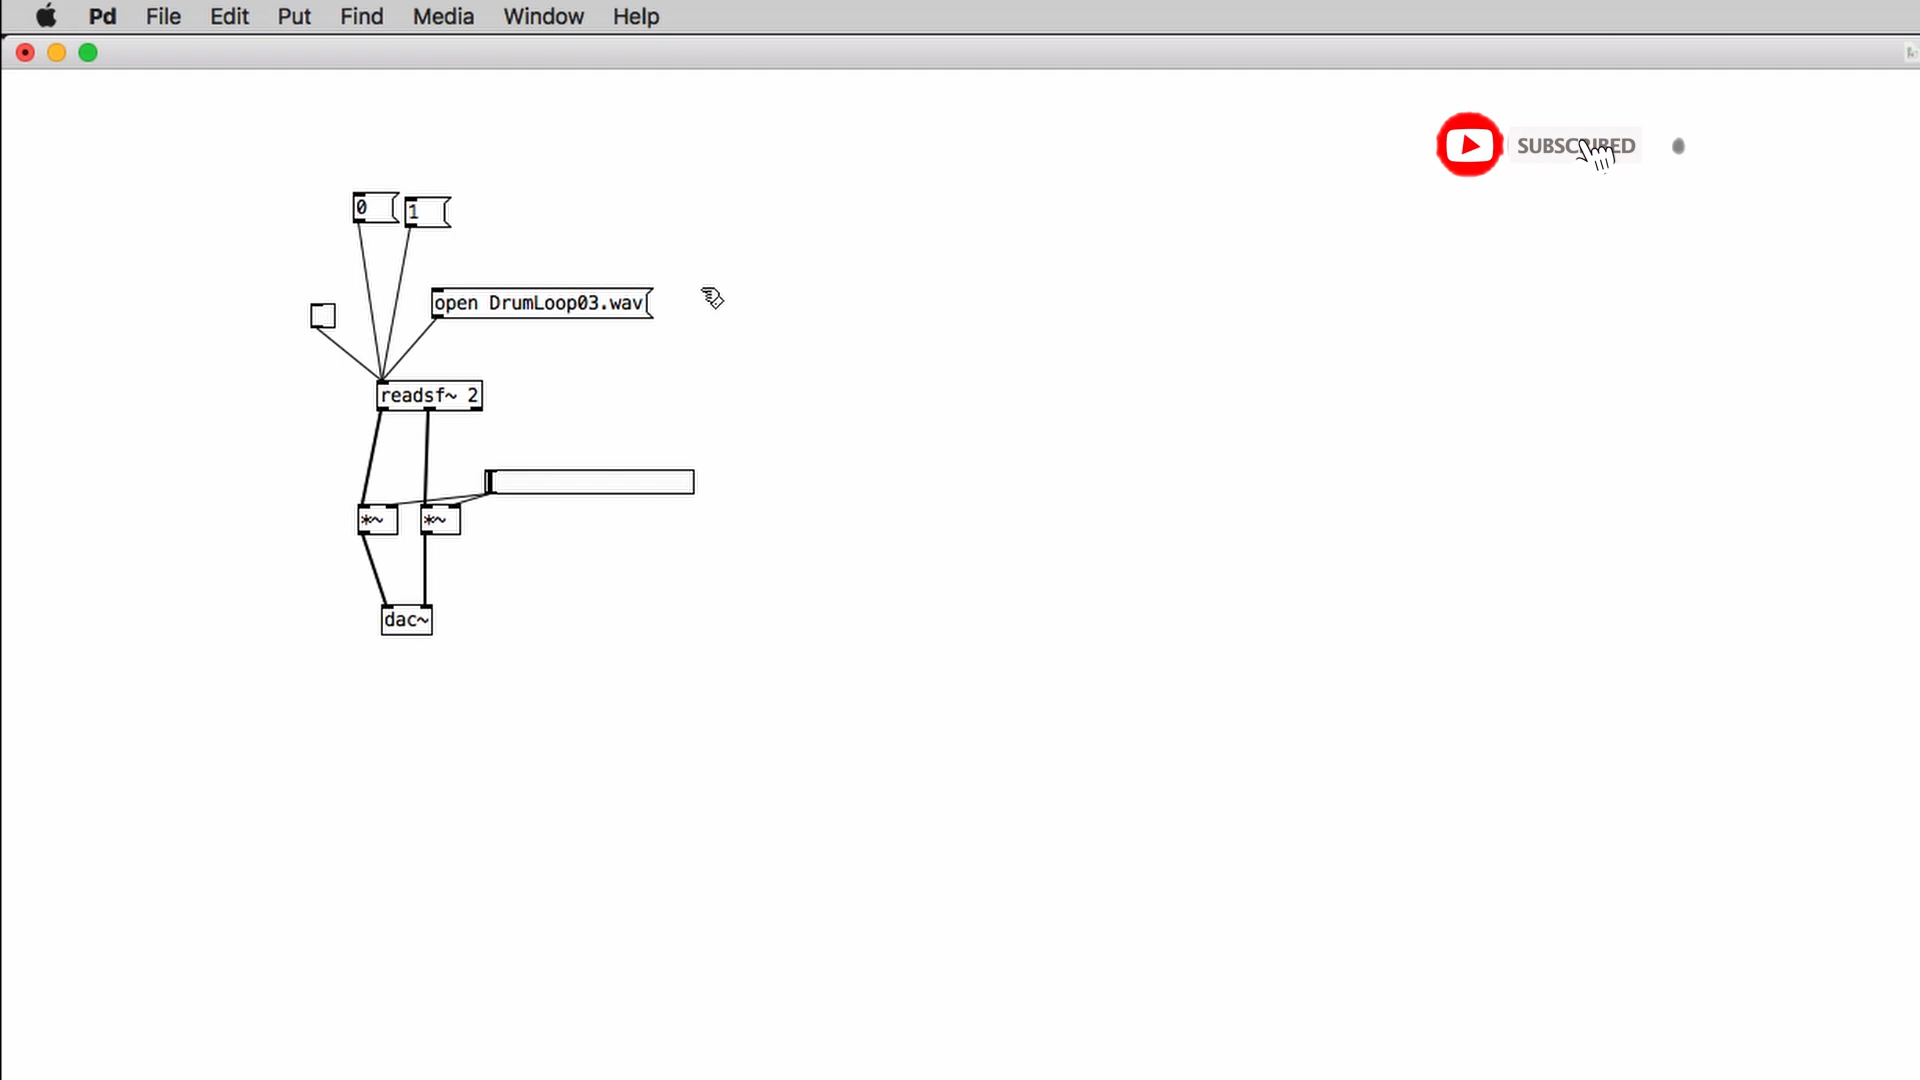 Pd File Edit Put Find Media Window Help
SUBSCRIBED
0
1
open DrumLoop03.wav
readsf~ 2
*~ *~
dac~